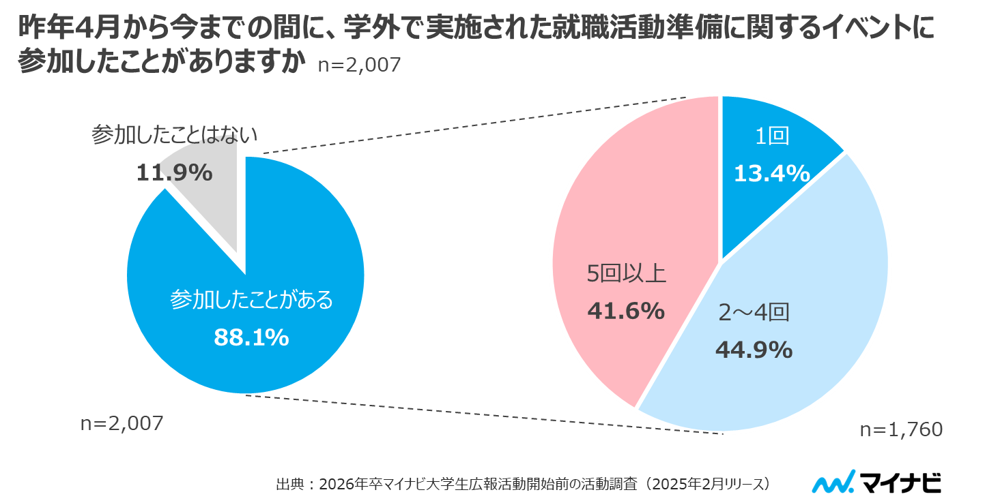 昨年4月から今までの間に、学外で実施された就職活動準備に関するイベントに
参加したことがありますか n=2,007
参加したことはない
11.9%
参加したことがある
88.1%
n=2,007
1回
13.4%
5回以上
41.6%
2～4回
44.9%
n=1,760
出典：2026年卒マイナビ大学生広報活動開始前の活動調査（2025年2月リリース）
マイナビ